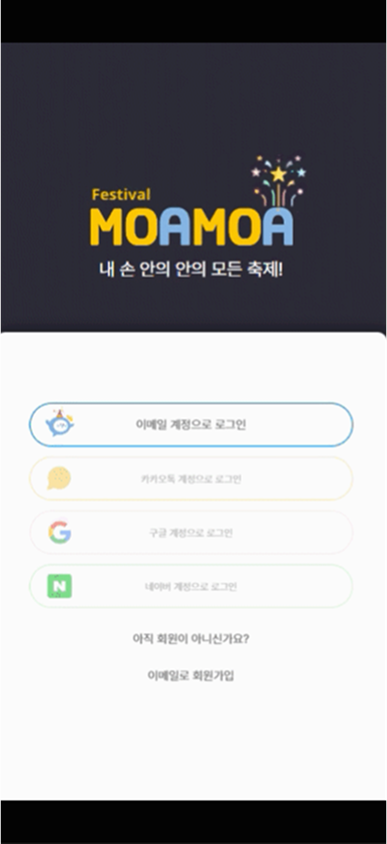 Festival
MOAMOA
내 손 안의 안의 모든 축제!
이메일 계정으로 로그인
카카오톡 계정으로 로그인
구글 계정으로 로그인
네이버 계정으로 로그인
아직 회원이 아니신가요?
이메일로 회원가입